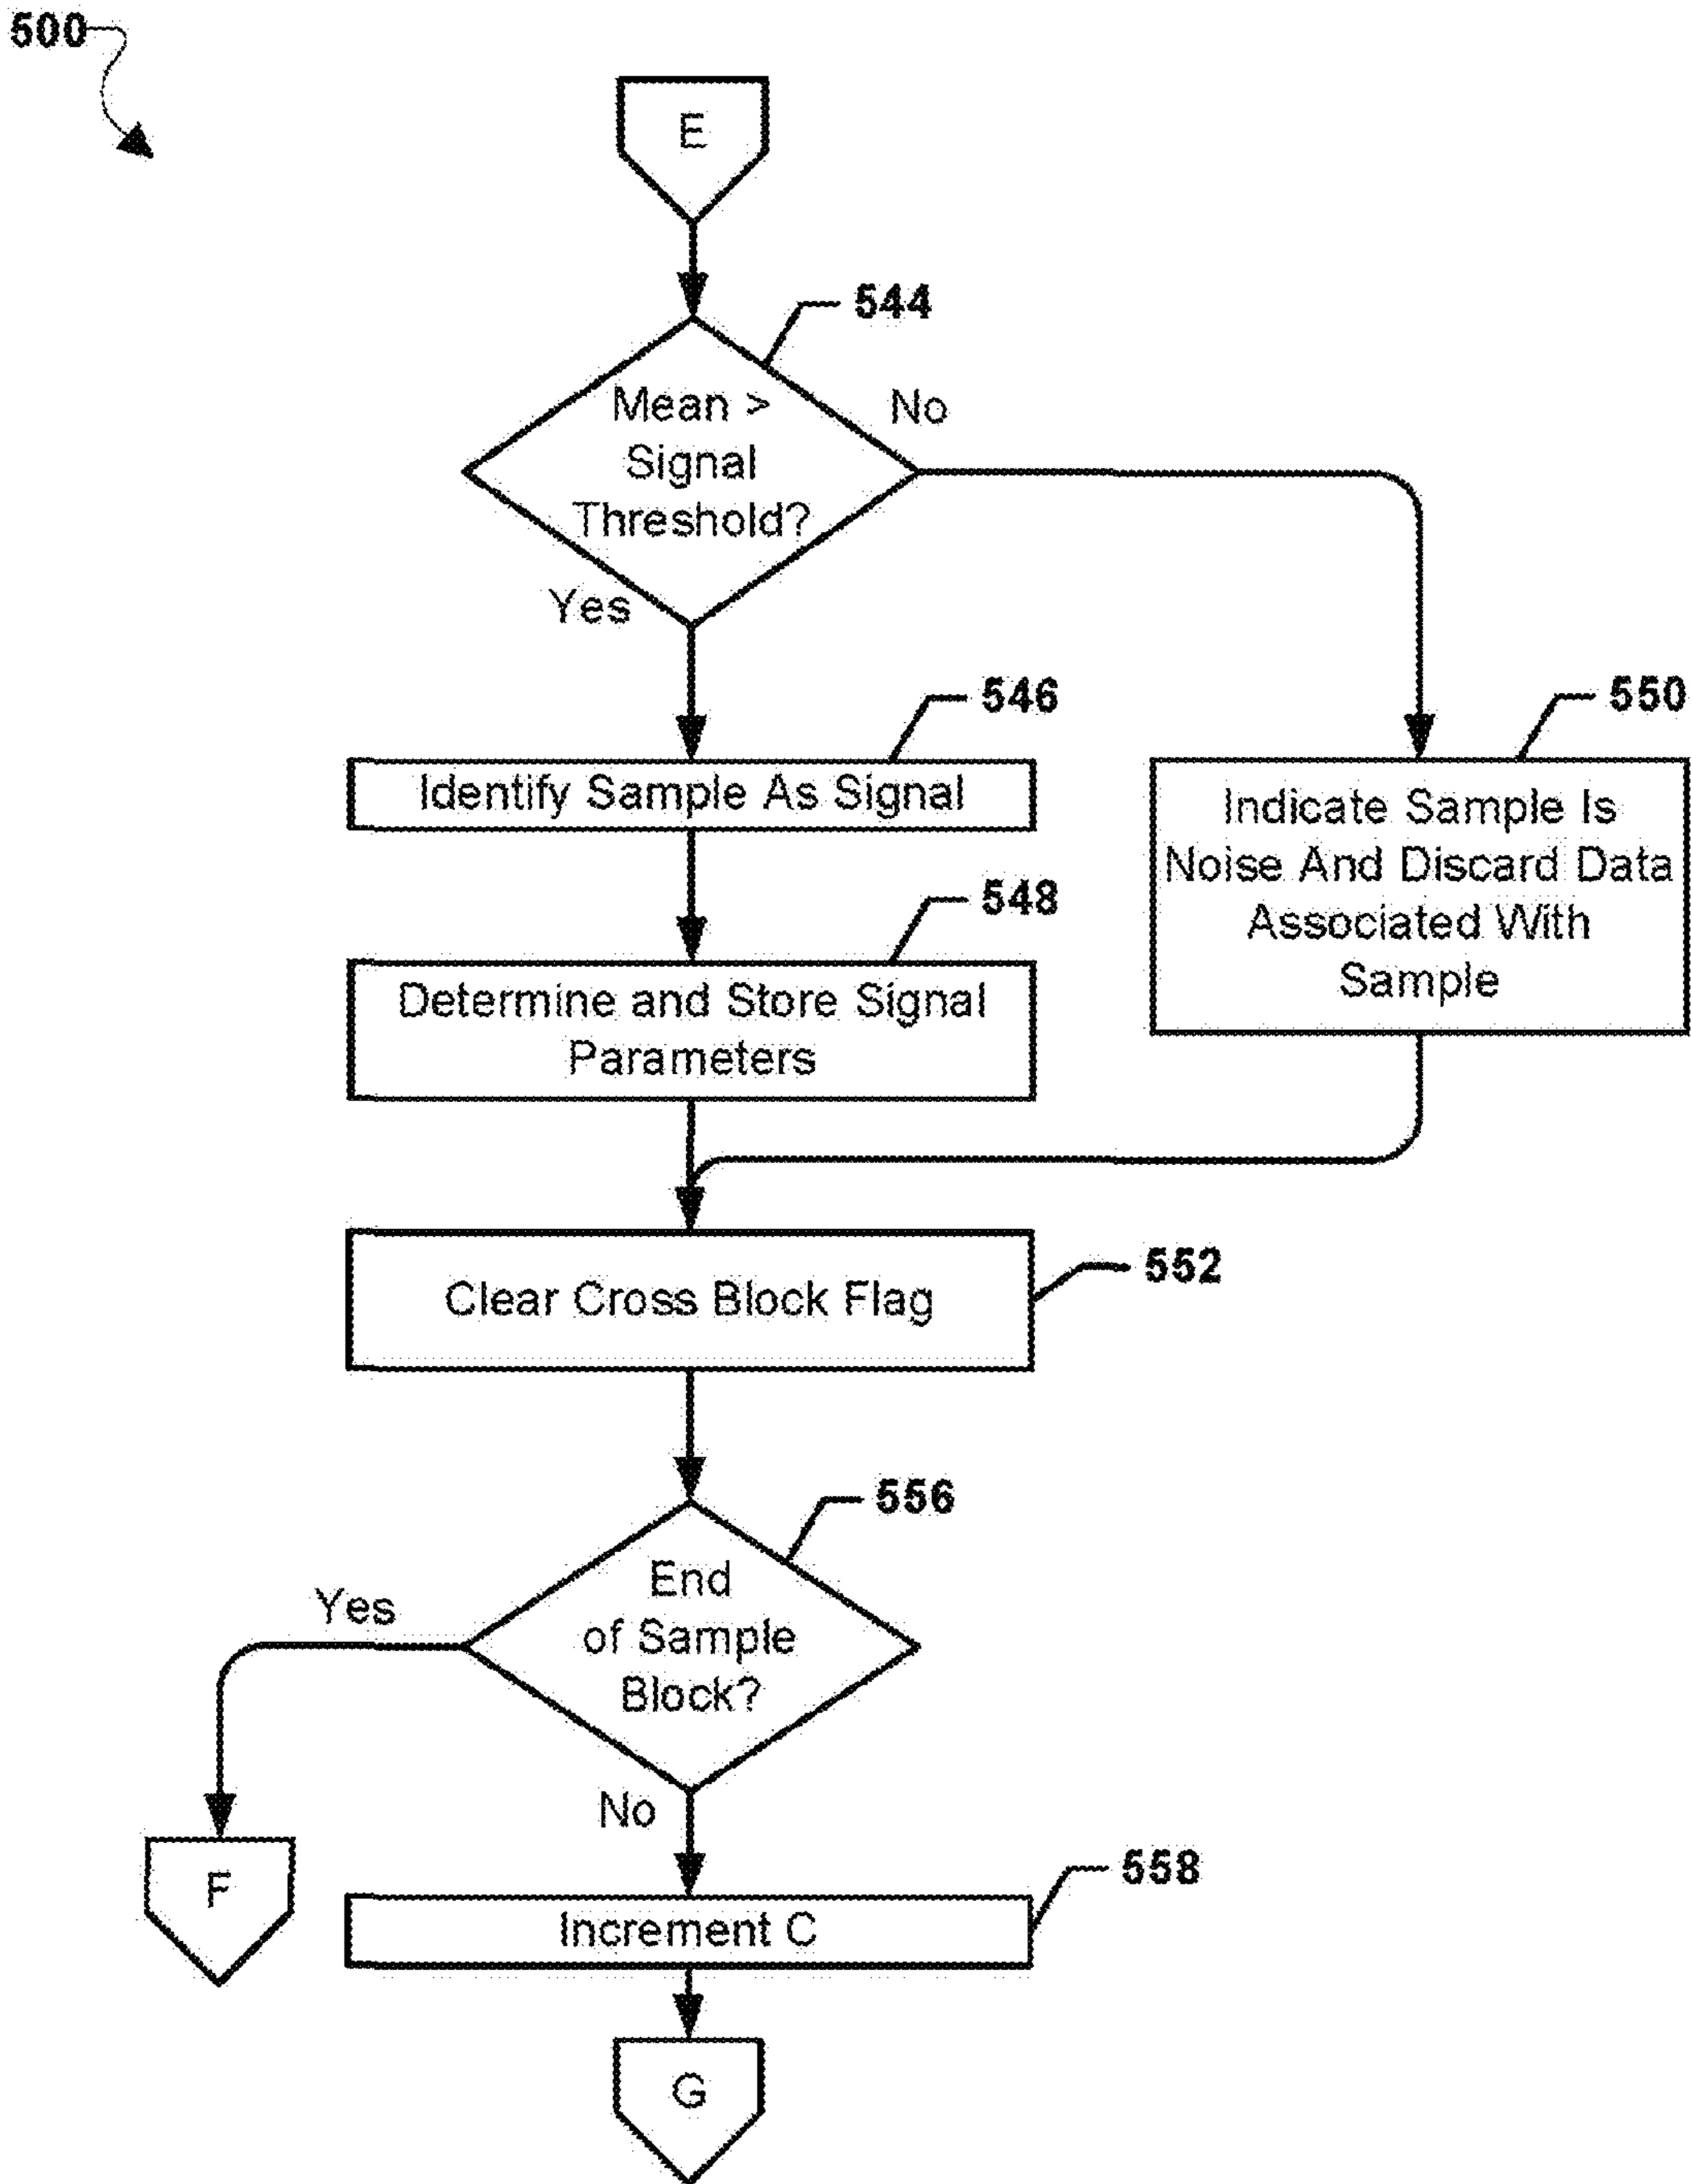 500
E
544
Mean >
Signal
Threshold?
No
Yes
546
Identify Sample As Signal
550
Indicate Sample Is
Noise And Discard Data
Associated With
Sample
548
Determine and Store Signal
Parameters
552
Clear Cross Block Flag
556
End
of Sample
Block?
Yes
No
F
558
Increment C
G